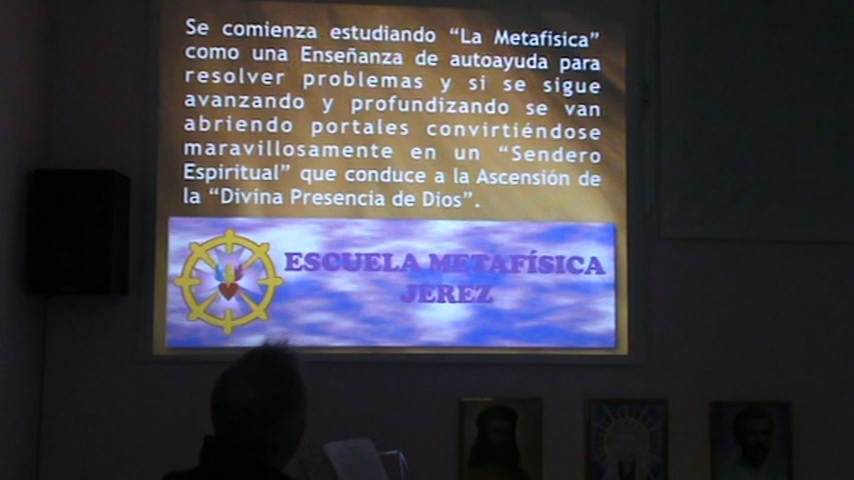 Se comienza estudiando “La Metafísica”
como una Enseñanza de autoayuda para
resolver problemas y si se sigue
avanzando y profundizando se van
abriendo portales convirtiéndose
maravillosamente en un “Sendero
Espiritual” que conduce a la Ascensión de
la “Divina Presencia de Dios”.
ESCUELA METAFÍSICA
JEREZ